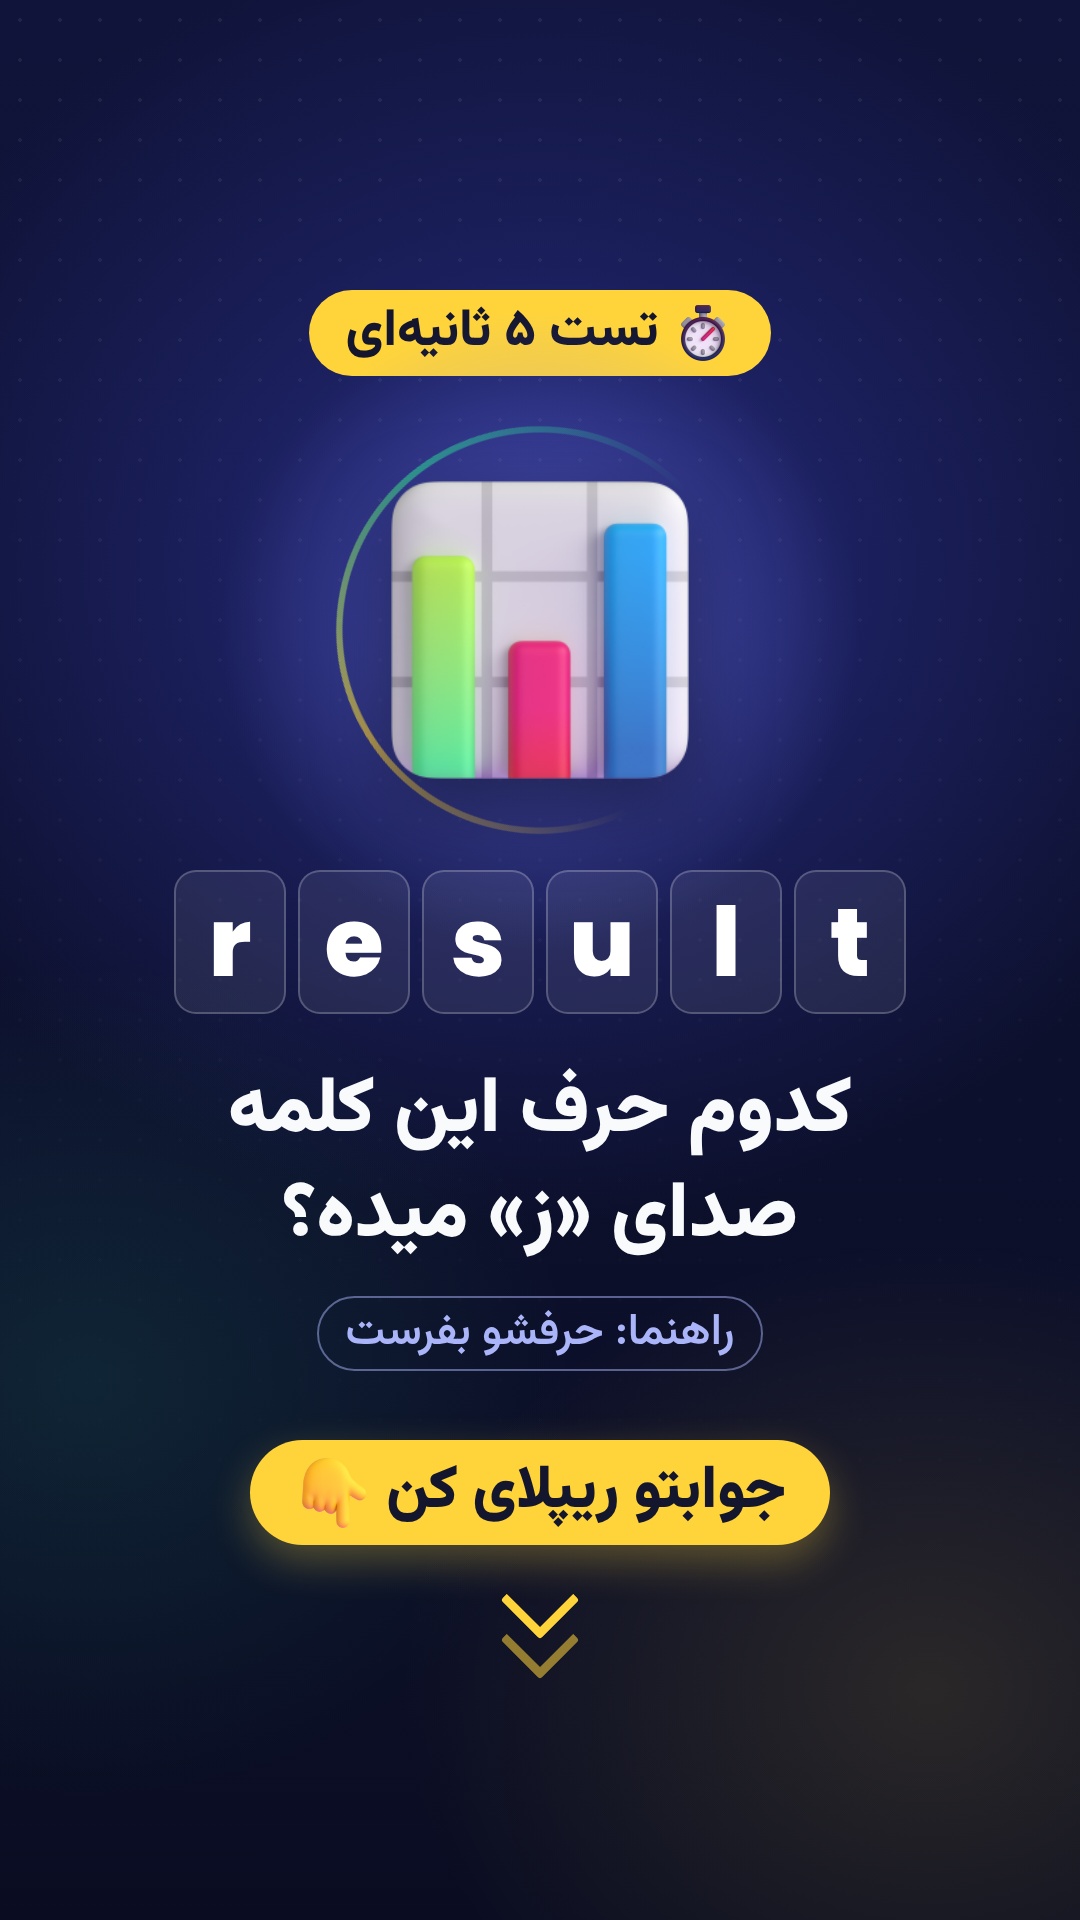 ⏱️ تست ۵ ثانیه‌ای
result
کدوم حرف این کلمه
صدای «ز» میده؟
راهنما: حرفشو بفرست
جوابتو ریپلای کن 👇